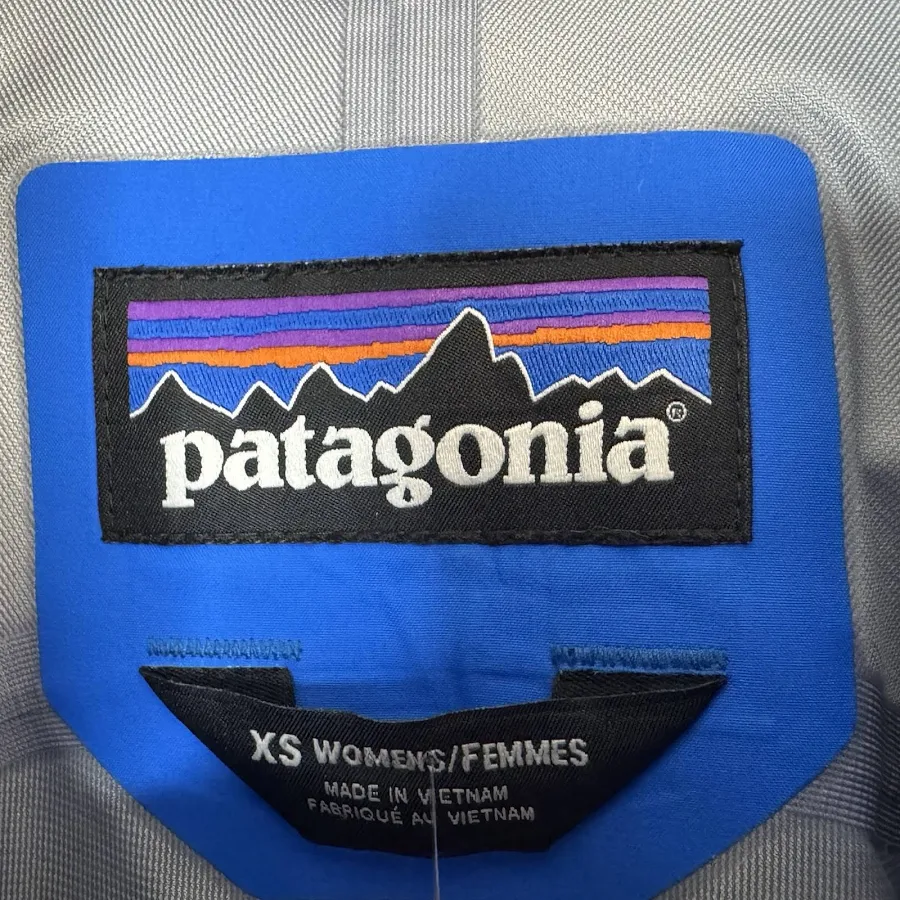 patagonia®
XS WOMENS/FEMMES
MADE IN VIETNAM
FABRIQUÉ AU VIETNAM